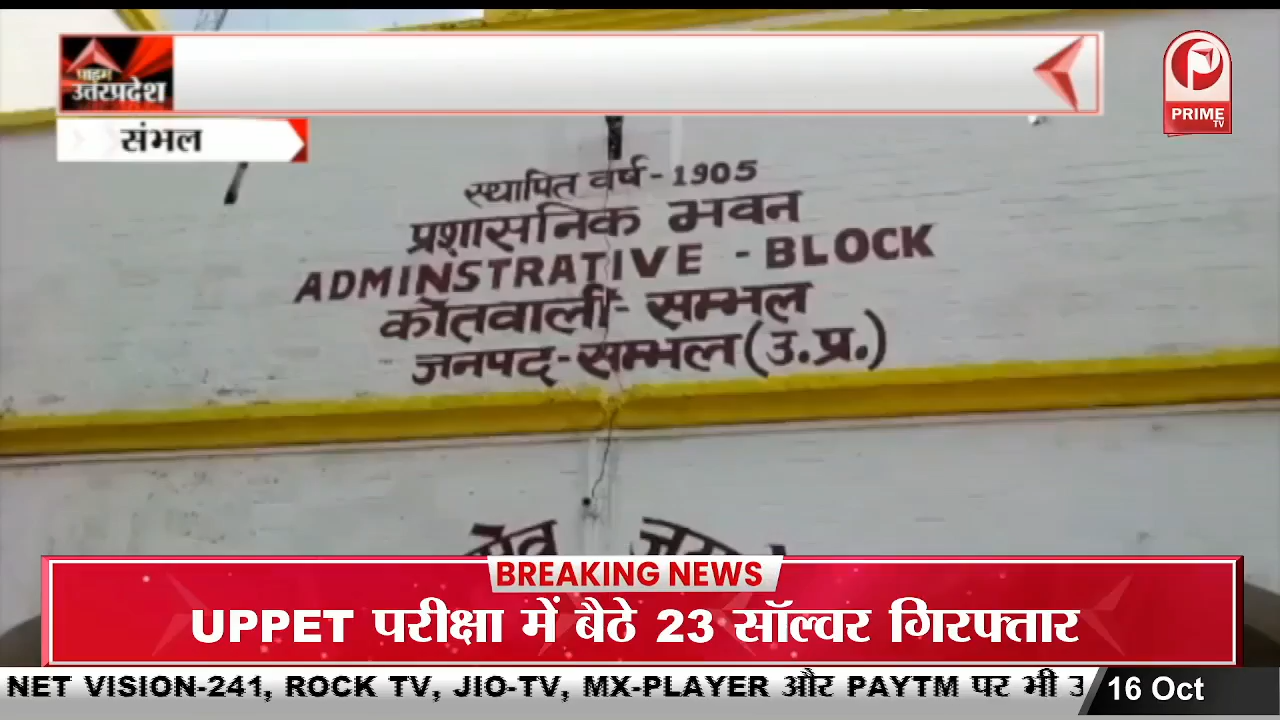 प्राइम
उत्तरप्रदेश
PRIME
TV
संभल
स्थापित वर्ष - 1905
प्रशासनिक भवन
ADMINSTRATIVE - BLOCK
कोतवाली - सम्भल
जनपद - सम्भल (उ.प्र.)
BREAKING NEWS
UPPET परीक्षा में बैठे 23 सॉल्वर गिरफ्तार
NET VISION-241, ROCK TV, JIO-TV, MX-PLAYER और PAYTM पर भी
16 Oct